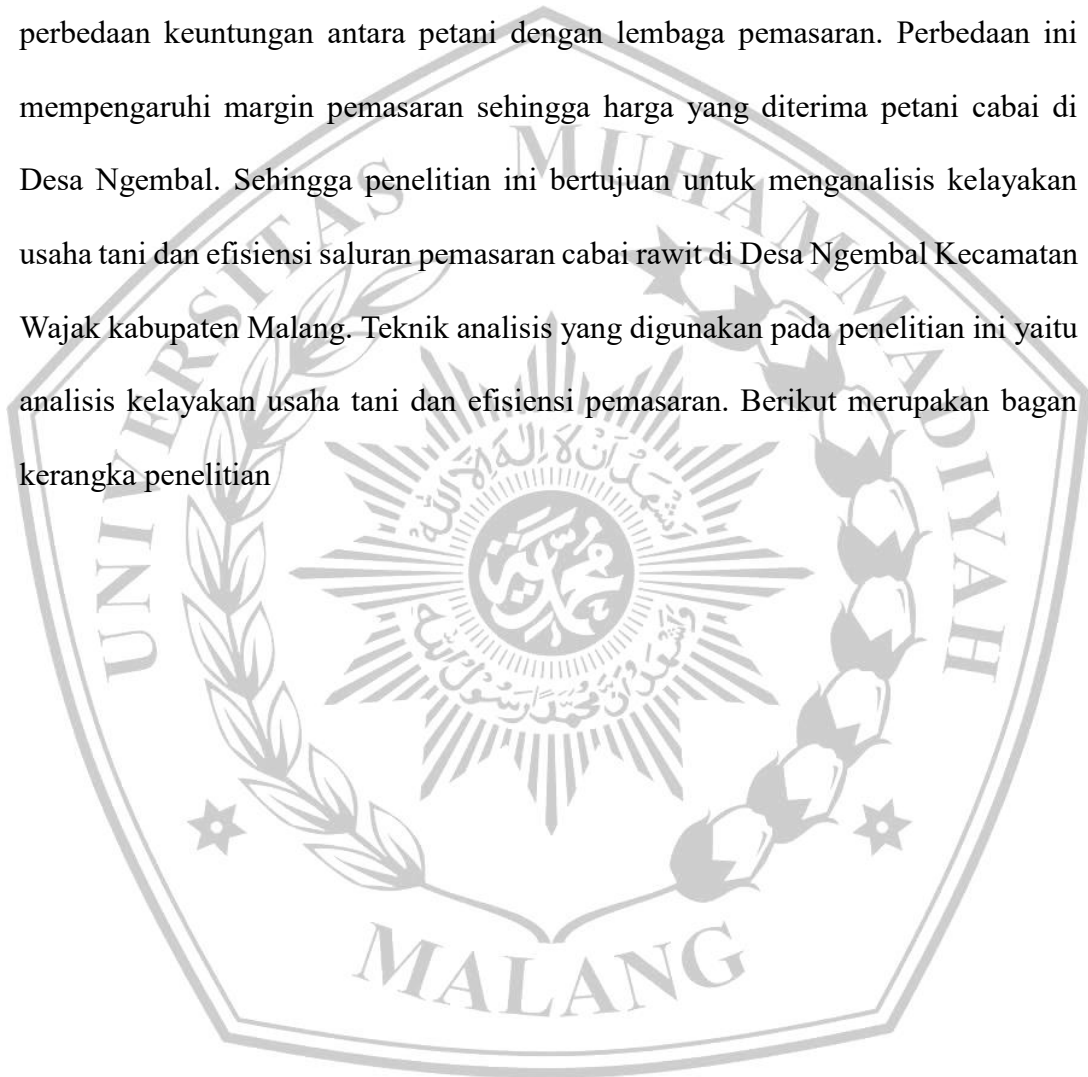 perbedaan keuntungan antara petani dengan lembaga pemasaran. Perbedaan ini
mempengaruhi margin pemasaran sehingga harga yang diterima petani cabai di
Desa Ngembal. Sehingga penelitian ini bertujuan untuk menganalisis kelayakan
usaha tani dan efisiensi saluran pemasaran cabai rawit di Desa Ngembal Kecamatan
Wajak kabupaten Malang. Teknik analisis yang digunakan pada penelitian ini yaitu
analisis kelayakan usaha tani dan efisiensi pemasaran. Berikut merupakan bagan
kerangka penelitian
UNIVERSITAS MUHAMMADIYAH
MALANG